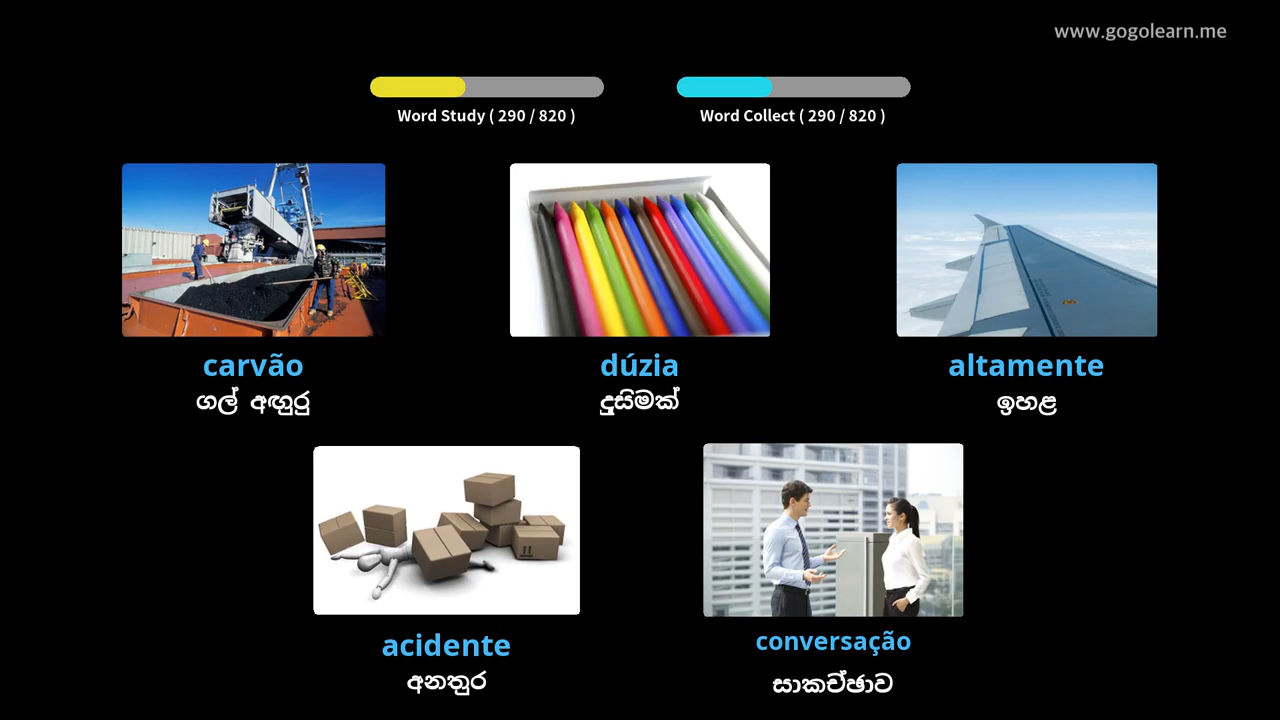 www.gogolearn.me
Word Study ( 290 / 820 )
Word Collect ( 290 / 820 )
carvão
ගල් අඟුරු
dúzia
දුසිමක්
altamente
ඉහළ
acidente
අනතුර
conversação
සාකච්ඡාව